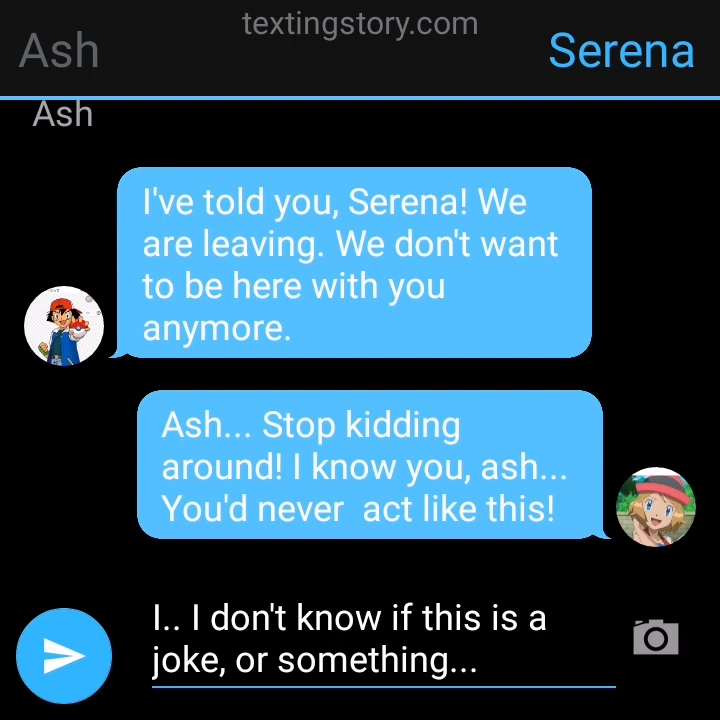 textingstory.com
Ash
Serena
Ash
I've told you, Serena! We
are leaving. We don't want
to be here with you
anymore.
Ash... Stop kidding
around! I know you, ash...
You'd never  act like this!
I.. I don't know if this is a
joke, or something...